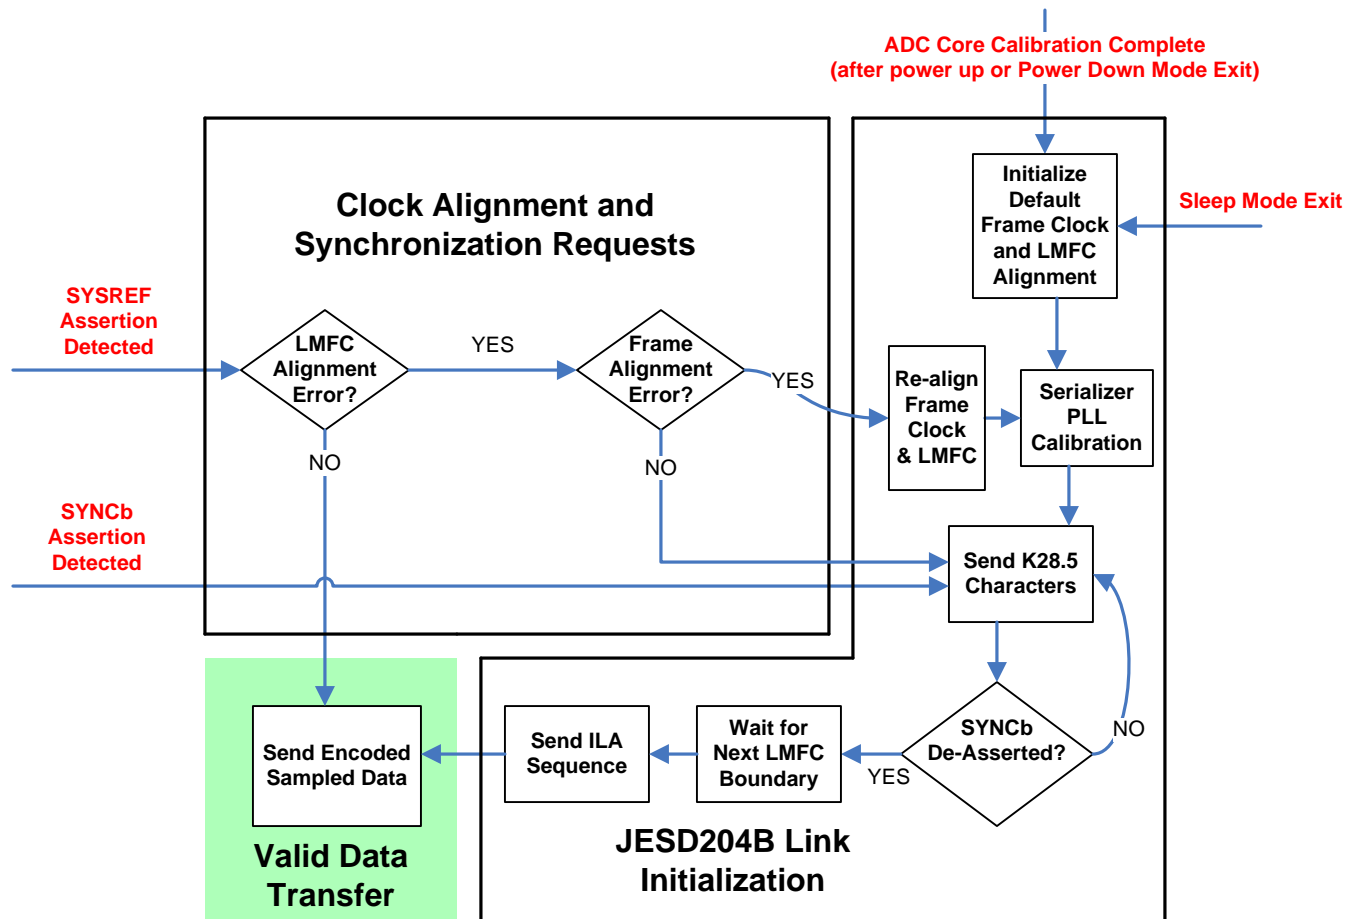 ADC Core Calibration Complete
(after power up or Power Down Mode Exit)
Clock Alignment and
Synchronization Requests
Initialize
Default
Frame Clock
and LMFC
Alignment
Sleep Mode Exit
SYSREF
Assertion
Detected
LMFC
Alignment
Error?
YES
Frame
Alignment
Error?
YES
Re-align
Frame
Clock
& LMFC
Serializer
PLL
Calibration
NO
NO
SYNCb
Assertion
Detected
Send K28.5
Characters
SYNCb
De-Asserted?
NO
YES
Wait for
Next LMFC
Boundary
Send ILA
Sequence
Send Encoded
Sampled Data
Valid Data
Transfer
JESD204B Link
Initialization